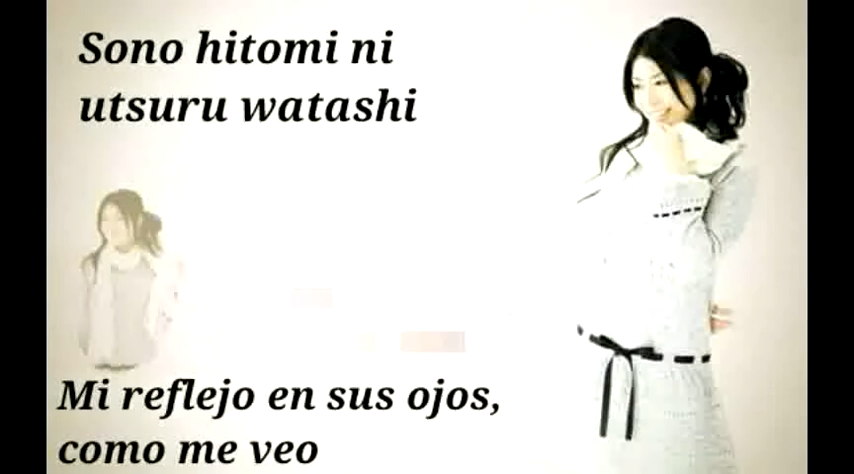 Sono hitomi ni
utsuru watashi
Mi reflejo en sus ojos,
como me veo